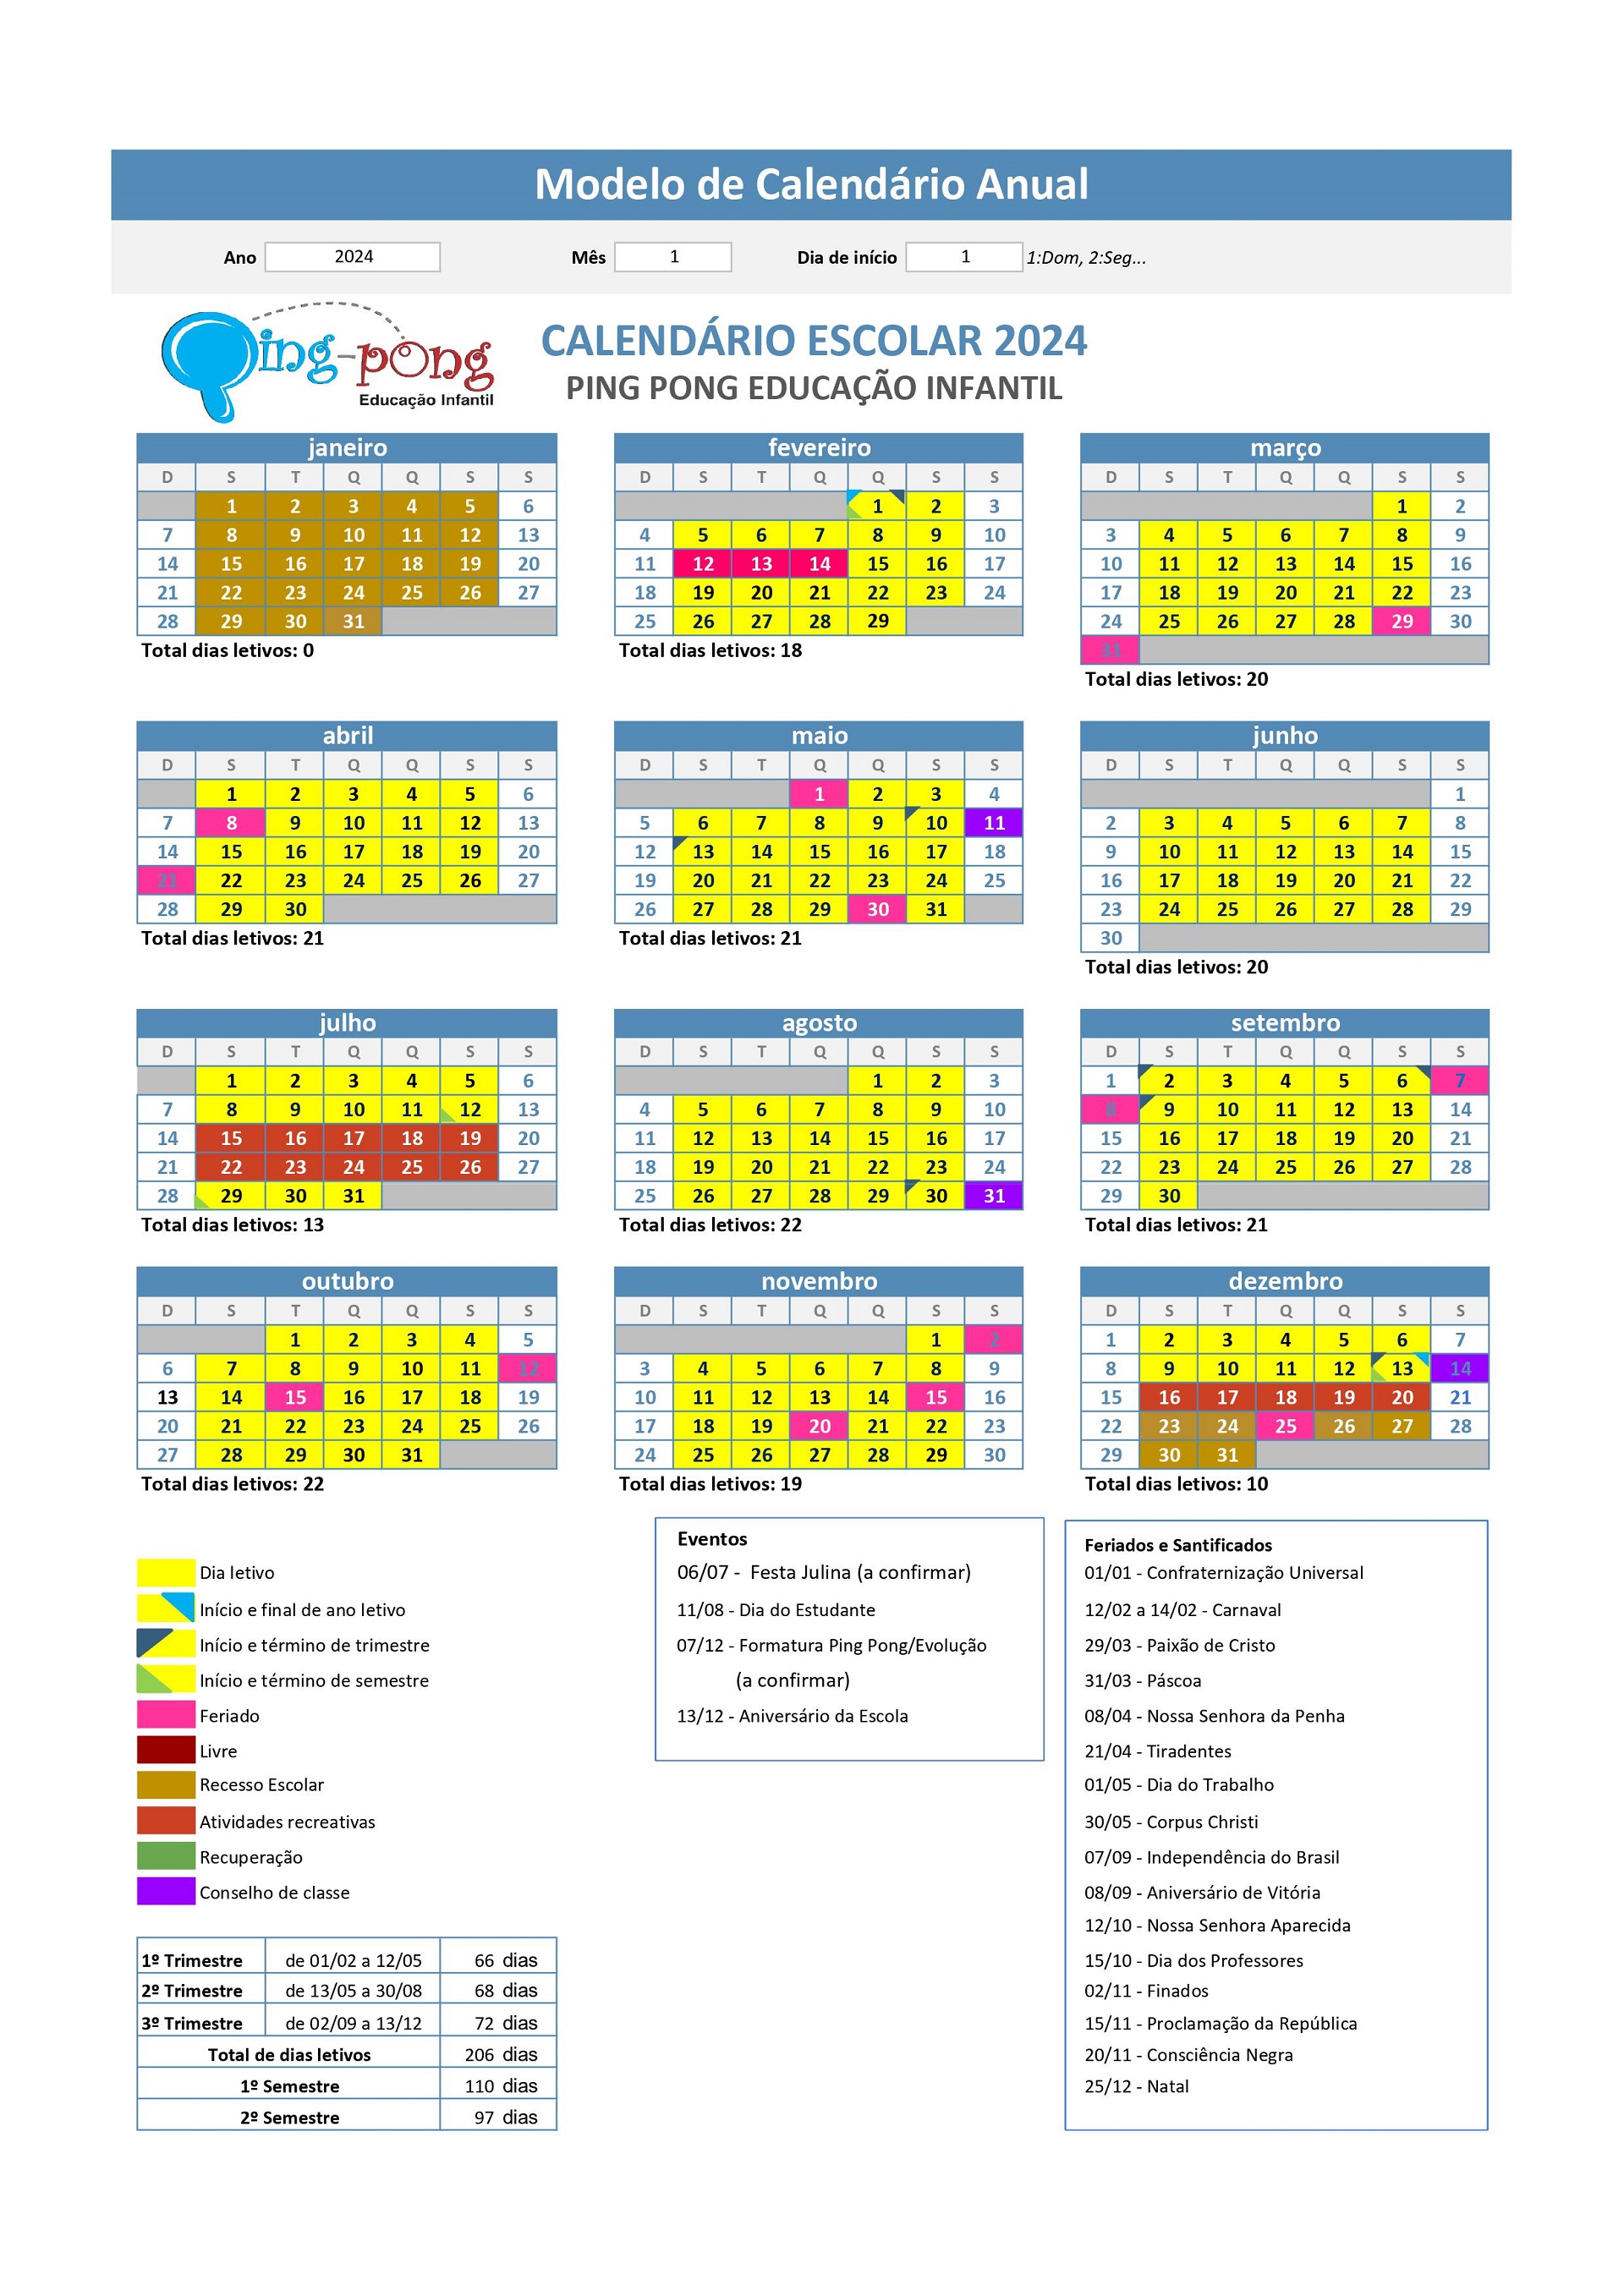 Modelo de Calendário Anual
Ano 2024 Mês 1 Dia de início 1 1:Dom, 2:Seg...
ing-pong
Educação Infantil
CALENDÁRIO ESCOLAR 2024
PING PONG EDUCAÇÃO INFANTIL
janeiro
D S T Q Q S S
1 2 3 4 5 6
7 8 9 10 11 12 13
14 15 16 17 18 19 20
21 22 23 24 25 26 27
28 29 30 31
Total dias letivos: 0
fevereiro
D S T Q Q S S
1 2 3
4 5 6 7 8 9 10
11 12 13 14 15 16 17
18 19 20 21 22 23 24
25 26 27 28 29
Total dias letivos: 18
março
D S T Q Q S S
1 2
3 4 5 6 7 8 9
10 11 12 13 14 15 16
17 18 19 20 21 22 23
24 25 26 27 28 29 30
31
Total dias letivos: 20
abril
D S T Q Q S S
1 2 3 4 5 6
7 8 9 10 11 12 13
14 15 16 17 18 19 20
21 22 23 24 25 26 27
28 29 30
Total dias letivos: 21
maio
D S T Q Q S S
1 2 3 4
5 6 7 8 9 10 11
12 13 14 15 16 17 18
19 20 21 22 23 24 25
26 27 28 29 30 31
Total dias letivos: 21
junho
D S T Q Q S S
1
2 3 4 5 6 7 8
9 10 11 12 13 14 15
16 17 18 19 20 21 22
23 24 25 26 27 28 29
30
Total dias letivos: 20
julho
D S T Q Q S S
1 2 3 4 5 6
7 8 9 10 11 12 13
14 15 16 17 18 19 20
21 22 23 24 25 26 27
28 29 30 31
Total dias letivos: 13
agosto
D S T Q Q S S
1 2 3
4 5 6 7 8 9 10
11 12 13 14 15 16 17
18 19 20 21 22 23 24
25 26 27 28 29 30 31
Total dias letivos: 22
setembro
D S T Q Q S S
1 2 3 4 5 6 7
8 9 10 11 12 13 14
15 16 17 18 19 20 21
22 23 24 25 26 27 28
29 30
Total dias letivos: 21
outubro
D S T Q Q S S
1 2 3 4 5
6 7 8 9 10 11 12
13 14 15 16 17 18 19
20 21 22 23 24 25 26
27 28 29 30 31
Total dias letivos: 22
novembro
D S T Q Q S S
1 2
3 4 5 6 7 8 9
10 11 12 13 14 15 16
17 18 19 20 21 22 23
24 25 26 27 28 29 30
Total dias letivos: 19
dezembro
D S T Q Q S S
1 2 3 4 5 6 7
8 9 10 11 12 13 14
15 16 17 18 19 20 21
22 23 24 25 26 27 28
29 30 31
Total dias letivos: 10
Dia letivo
Início e final de ano letivo
Início e término de trimestre
Início e término de semestre
Feriado
Livre
Recesso Escolar
Atividades recreativas
Recuperação
Conselho de classe
1º Trimestre de 01/02 a 12/05 66 dias
2º Trimestre de 13/05 a 30/08 68 dias
3º Trimestre de 02/09 a 13/12 72 dias
Total de dias letivos 206 dias
1º Semestre 110 dias
2º Semestre 97 dias
Eventos
06/07 - Festa Julina (a confirmar)
11/08 - Dia do Estudante
07/12 - Formatura Ping Pong/Evolução
(a confirmar)
13/12 - Aniversário da Escola
Feriados e Santificados
01/01 - Confraternização Universal
12/02 a 14/02 - Carnaval
29/03 - Paixão de Cristo
31/03 - Páscoa
08/04 - Nossa Senhora da Penha
21/04 - Tiradentes
01/05 - Dia do Trabalho
30/05 - Corpus Christi
07/09 - Independência do Brasil
08/09 - Aniversário de Vitória
12/10 - Nossa Senhora Aparecida
15/10 - Dia dos Professores
02/11 - Finados
15/11 - Proclamação da República
20/11 - Consciência Negra
25/12 - Natal